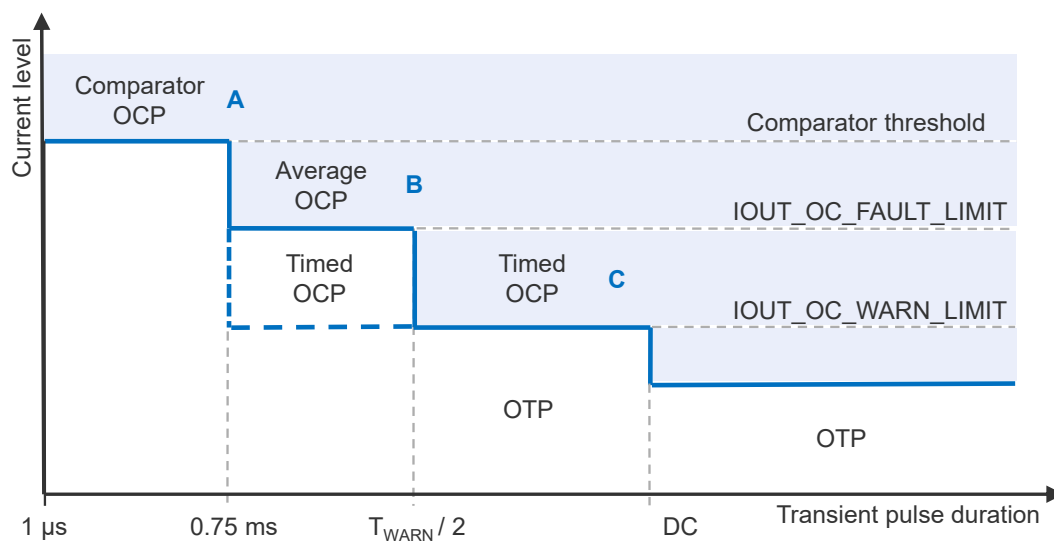 Current level
Comparator
OCP
A
Comparator threshold
Average
OCP
B
IOUT_OC_FAULT_LIMIT
Timed
OCP
Timed
OCP
C
IOUT_OC_WARN_LIMIT
OTP
OTP
1 µs
0.75 ms
TWARN / 2
DC
Transient pulse duration